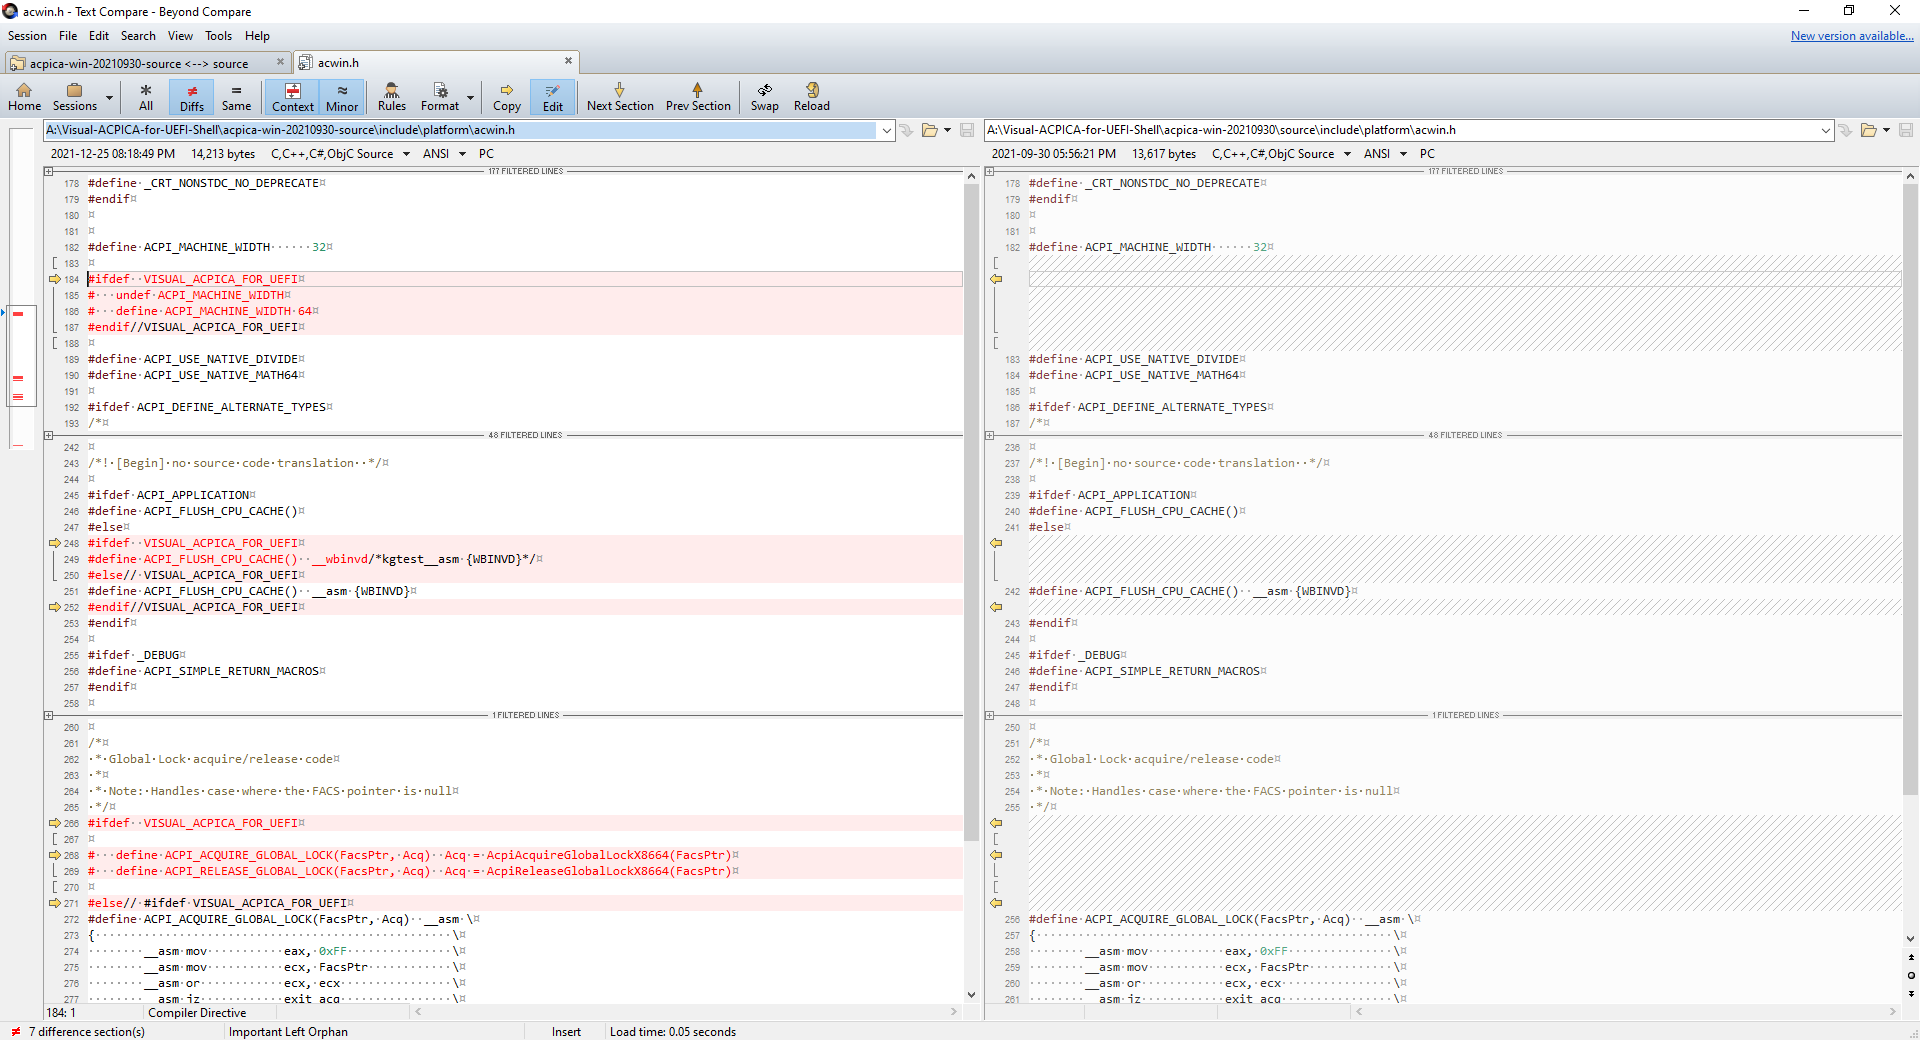 acwin.h - Text Compare - Beyond Compare
Session File Edit Search View Tools Help New version available...
acpica-win-20210930-source <--> source acwin.h
Home Sessions All Diffs Same Context Minor Rules Format Copy Edit Next Section Prev Section Swap Reload
A:\Visual-ACPICA-for-UEFI-Shell\acpica-win-20210930-source\include\platform\acwin.h
2021-12-25 08:18:49 PM 14,213 bytes C,C++,C#,ObjC Source ANSI PC
177 FILTERED LINES
178 #define·_CRT_NONSTDC_NO_DEPRECATE¤
179 #endif¤
180 ¤
181 ¤
182 #define·ACPI_MACHINE_WIDTH······32¤
183 ¤
184 #ifdef··VISUAL_ACPICA_FOR_UEFI¤
185 #···undef·ACPI_MACHINE_WIDTH¤
186 #···define·ACPI_MACHINE_WIDTH·64¤
187 #endif//VISUAL_ACPICA_FOR_UEFI¤
188 ¤
189 #define·ACPI_USE_NATIVE_DIVIDE¤
190 #define·ACPI_USE_NATIVE_MATH64¤
191 ¤
192 #ifdef·ACPI_DEFINE_ALTERNATE_TYPES¤
193 /*¤
48 FILTERED LINES
242 ¤
243 /*!·[Begin]·no·source·code·translation··*/¤
244 ¤
245 #ifdef·ACPI_APPLICATION¤
246 #define·ACPI_FLUSH_CPU_CACHE()¤
247 #else¤
248 #ifdef··VISUAL_ACPICA_FOR_UEFI¤
249 #define·ACPI_FLUSH_CPU_CACHE()··__wbinvd/*kgtest__asm·{WBINVD}*/¤
250 #else//·VISUAL_ACPICA_FOR_UEFI¤
251 #define·ACPI_FLUSH_CPU_CACHE()··__asm·{WBINVD}¤
252 #endif//VISUAL_ACPICA_FOR_UEFI¤
253 #endif¤
254 ¤
255 #ifdef·_DEBUG¤
256 #define·ACPI_SIMPLE_RETURN_MACROS¤
257 #endif¤
258 ¤
1 FILTERED LINES
260 ¤
261 /*¤
262 ·*·Global·Lock·acquire/release·code¤
263 ·*¤
264 ·*·Note:·Handles·case·where·the·FACS·pointer·is·null¤
265 ·*/¤
266 #ifdef··VISUAL_ACPICA_FOR_UEFI¤
267 ¤
268 #···define·ACPI_ACQUIRE_GLOBAL_LOCK(FacsPtr,·Acq)··Acq·=·AcpiAcquireGlobalLockX8664(FacsPtr)¤
269 #···define·ACPI_RELEASE_GLOBAL_LOCK(FacsPtr,·Acq)··Acq·=·AcpiReleaseGlobalLockX8664(FacsPtr)¤
270 ¤
271 #else//·#ifdef·VISUAL_ACPICA_FOR_UEFI¤
272 #define·ACPI_ACQUIRE_GLOBAL_LOCK(FacsPtr,·Acq)··__asm·\¤
273 {···················································\¤
274 ········__asm·mov···········eax,·0xFF···············\¤
275 ········__asm·mov···········ecx,·FacsPtr············\¤
276 ········__asm·or············ecx,·ecx················\¤
277 ········__asm·jz············exit_acq················\¤
184: 1 Compiler Directive
A:\Visual-ACPICA-for-UEFI-Shell\acpica-win-20210930\source\include\platform\acwin.h
2021-09-30 05:56:21 PM 13,617 bytes C,C++,C#,ObjC Source ANSI PC
177 FILTERED LINES
178 #define·_CRT_NONSTDC_NO_DEPRECATE¤
179 #endif¤
180 ¤
181 ¤
182 #define·ACPI_MACHINE_WIDTH······32¤
183 #define·ACPI_USE_NATIVE_DIVIDE¤
184 #define·ACPI_USE_NATIVE_MATH64¤
185 ¤
186 #ifdef·ACPI_DEFINE_ALTERNATE_TYPES¤
187 /*¤
48 FILTERED LINES
236 ¤
237 /*!·[Begin]·no·source·code·translation··*/¤
238 ¤
239 #ifdef·ACPI_APPLICATION¤
240 #define·ACPI_FLUSH_CPU_CACHE()¤
241 #else¤
242 #define·ACPI_FLUSH_CPU_CACHE()··__asm·{WBINVD}¤
243 #endif¤
244 ¤
245 #ifdef·_DEBUG¤
246 #define·ACPI_SIMPLE_RETURN_MACROS¤
247 #endif¤
248 ¤
1 FILTERED LINES
250 ¤
251 /*¤
252 ·*·Global·Lock·acquire/release·code¤
253 ·*¤
254 ·*·Note:·Handles·case·where·the·FACS·pointer·is·null¤
255 ·*/¤
256 #define·ACPI_ACQUIRE_GLOBAL_LOCK(FacsPtr,·Acq)··__asm·\¤
257 {···················································\¤
258 ········__asm·mov···········eax,·0xFF···············\¤
259 ········__asm·mov···········ecx,·FacsPtr············\¤
260 ········__asm·or············ecx,·ecx················\¤
261 ········__asm·jz············exit_acq················\¤
7 difference section(s) Important Left Orphan Insert Load time: 0.05 seconds